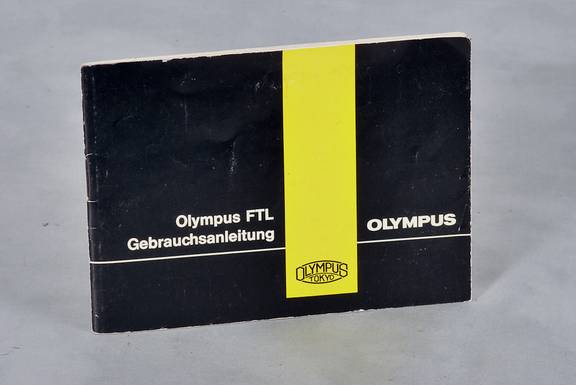 Olympus FTL
Gebrauchsanleitung
OLYMPUS
OLYMPUS
TOKYO